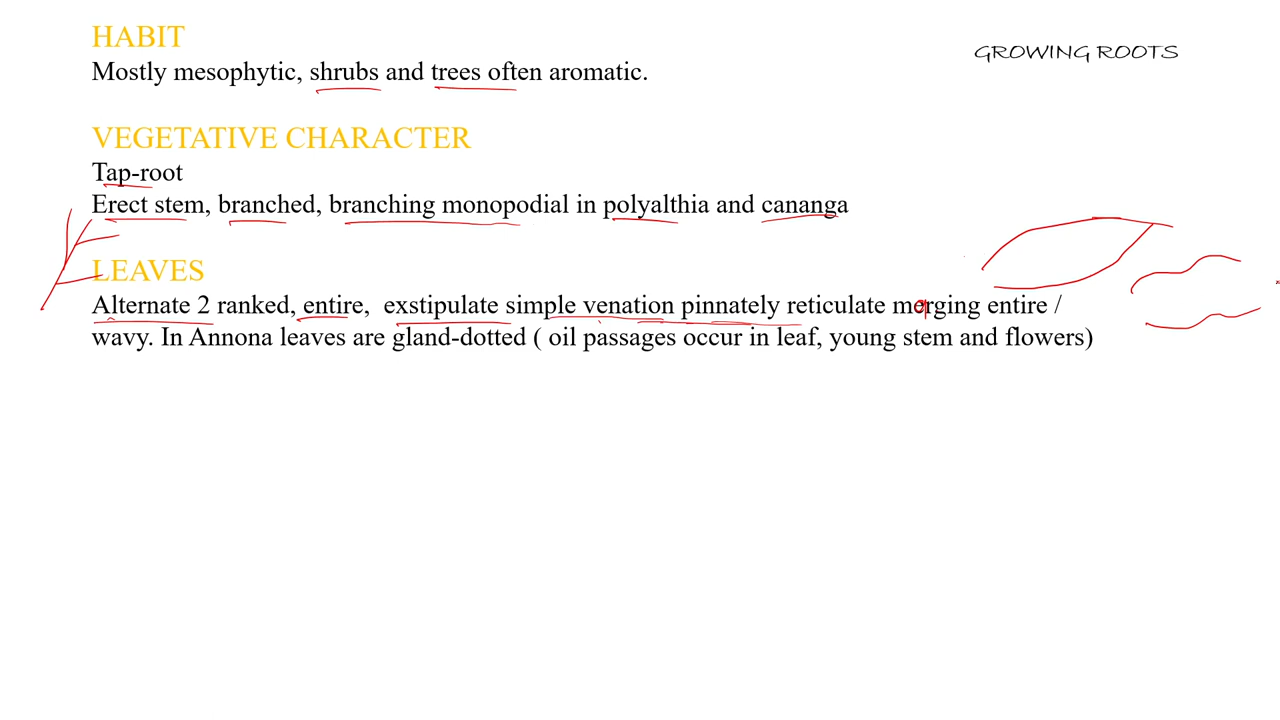 HABIT
GROWING ROOTS
Mostly mesophytic, shrubs and trees often aromatic.
VEGETATIVE CHARACTER
Tap-root
Erect stem, branched, branching monopodial in polyalthia and cananga
LEAVES
Alternate 2 ranked, entire, exstipulate simple venation pinnately reticulate merging entire /
wavy. In Annona leaves are gland-dotted ( oil passages occur in leaf, young stem and flowers)